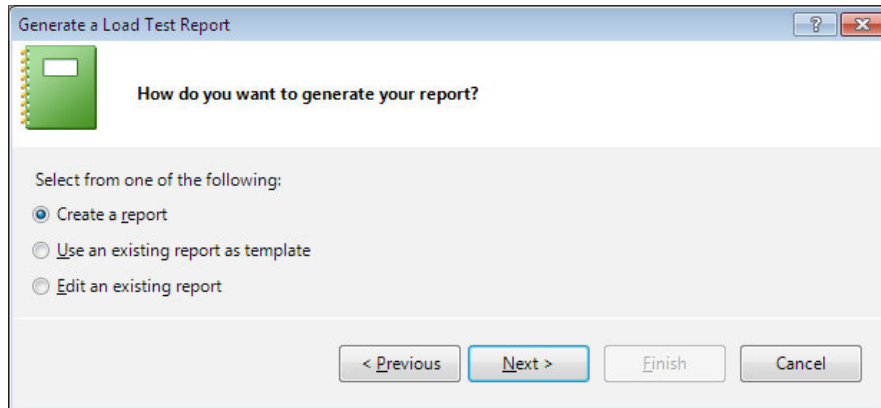 Generate a Load Test Report
How do you want to generate your report?
Select from one of the following:
Create a report
Use an existing report as template
Edit an existing report
< Previous Next > Finish Cancel